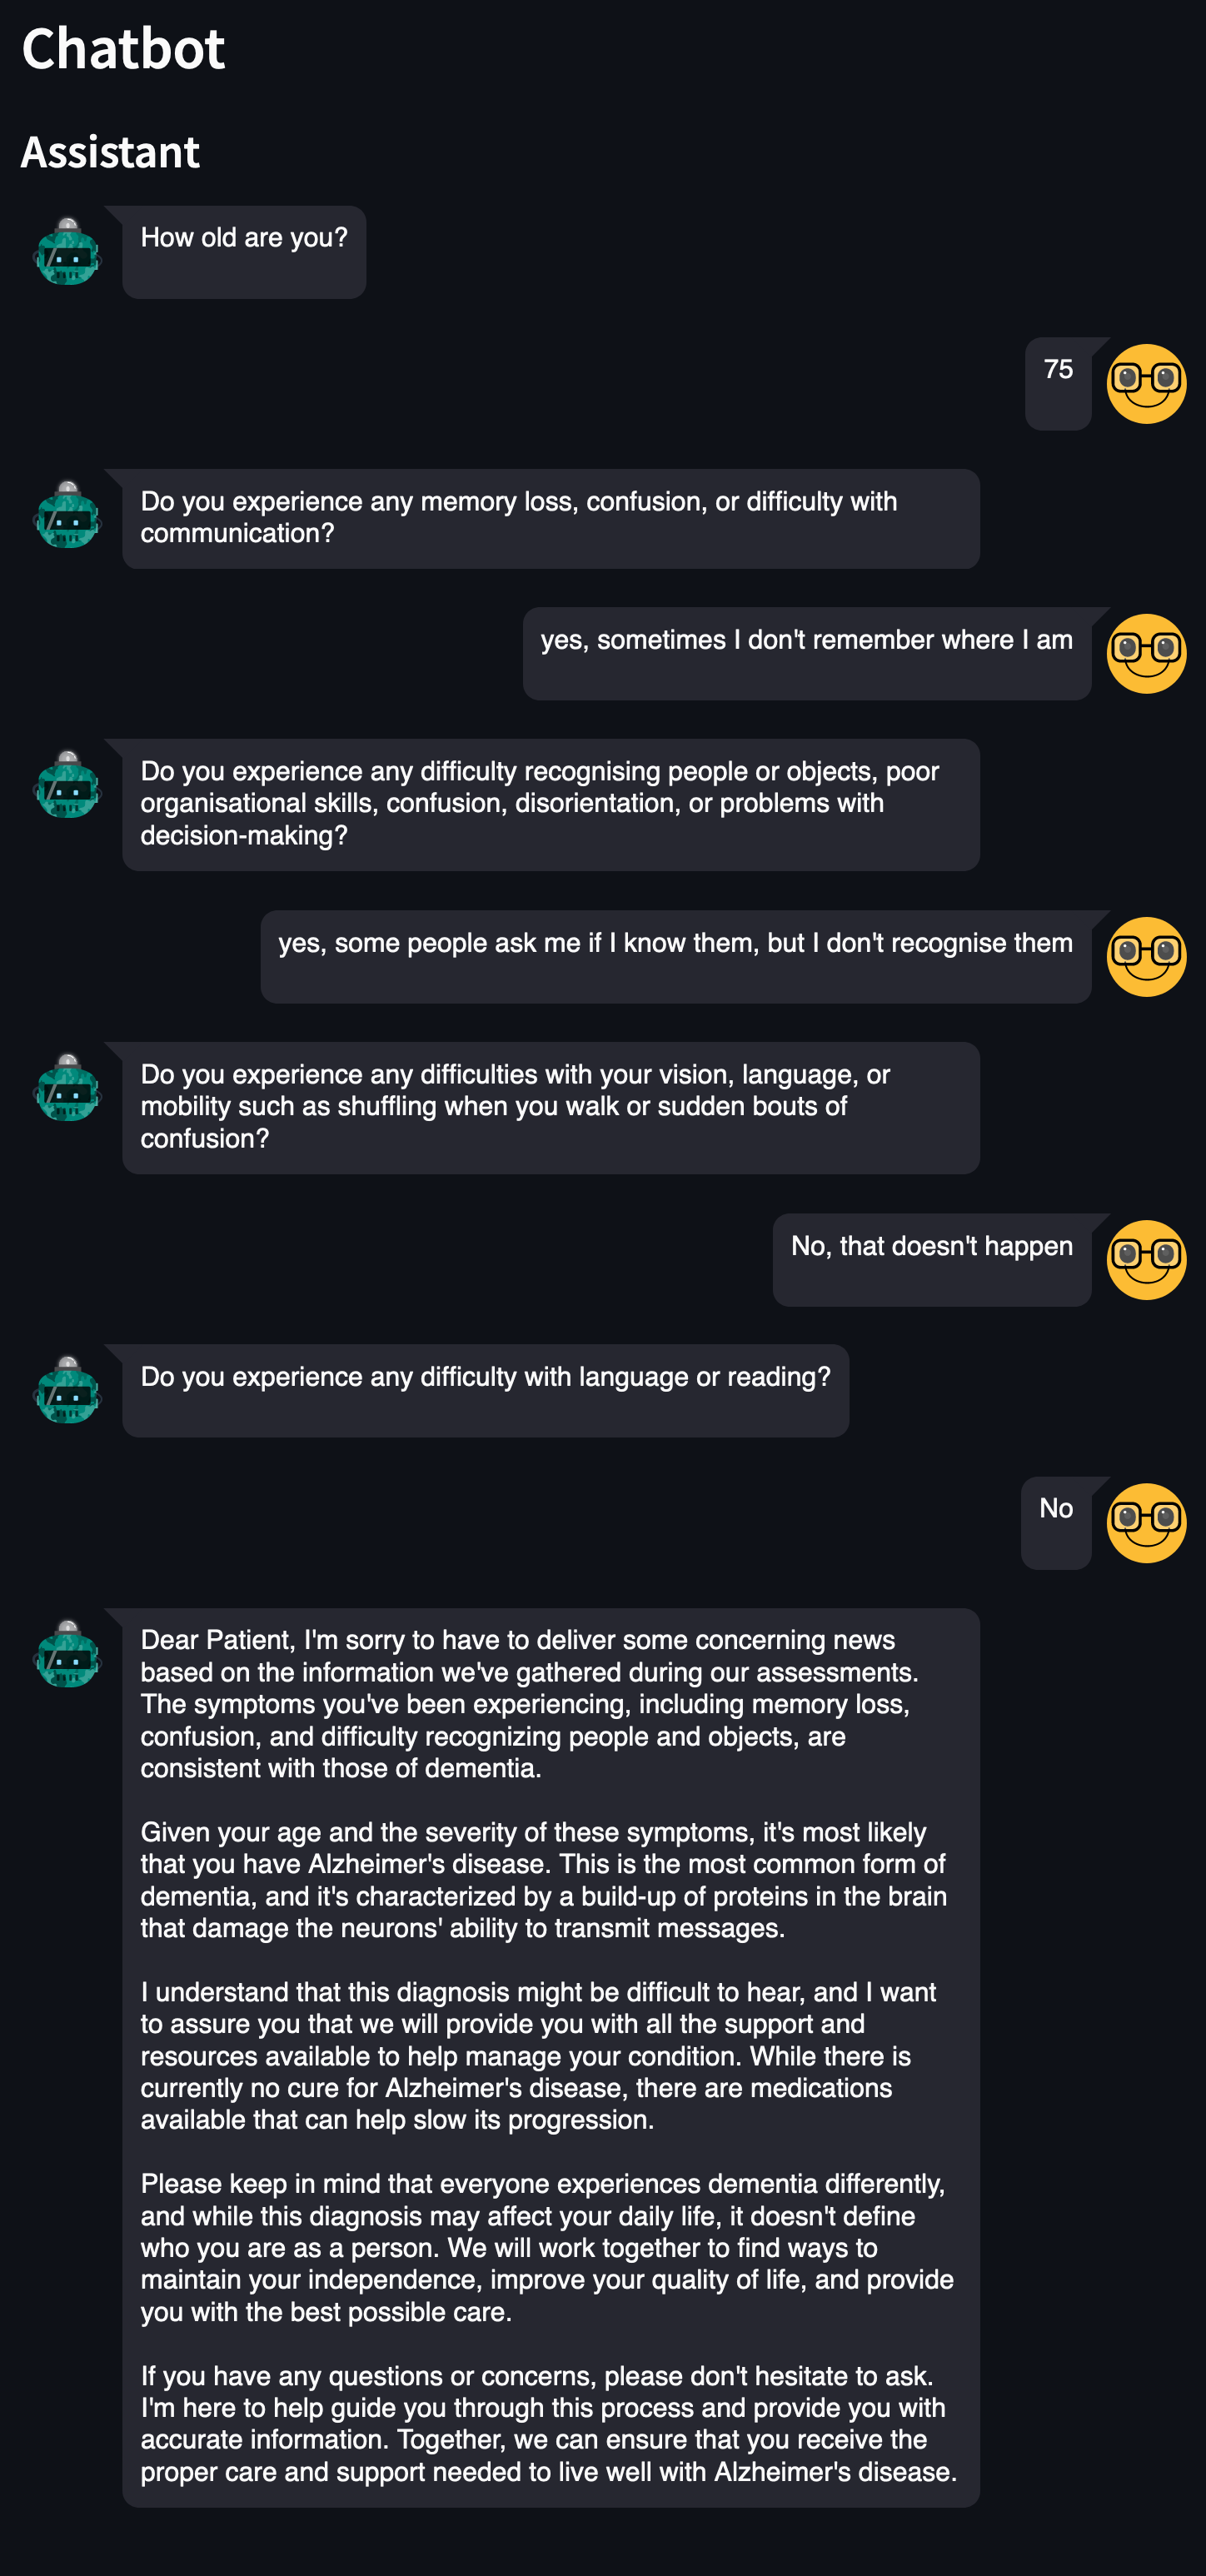 Chatbot
Assistant
How old are you?
75
Do you experience any memory loss, confusion, or difficulty with
communication?
yes, sometimes I don't remember where I am
Do you experience any difficulty recognising people or objects, poor
organisational skills, confusion, disorientation, or problems with
decision-making?
yes, some people ask me if I know them, but I don't recognise them
Do you experience any difficulties with your vision, language, or
mobility such as shuffling when you walk or sudden bouts of
confusion?
No, that doesn't happen
Do you experience any difficulty with language or reading?
No
Dear Patient, I'm sorry to have to deliver some concerning news
based on the information we've gathered during our assessments.
The symptoms you've been experiencing, including memory loss,
confusion, and difficulty recognizing people and objects, are
consistent with those of dementia.
Given your age and the severity of these symptoms, it's most likely
that you have Alzheimer's disease. This is the most common form of
dementia, and it's characterized by a build-up of proteins in the brain
that damage the neurons' ability to transmit messages.
I understand that this diagnosis might be difficult to hear, and I want
to assure you that we will provide you with all the support and
resources available to help manage your condition. While there is
currently no cure for Alzheimer's disease, there are medications
available that can help slow its progression.
Please keep in mind that everyone experiences dementia differently,
and while this diagnosis may affect your daily life, it doesn't define
who you are as a person. We will work together to find ways to
maintain your independence, improve your quality of life, and provide
you with the best possible care.
If you have any questions or concerns, please don't hesitate to ask.
I'm here to help guide you through this process and provide you with
accurate information. Together, we can ensure that you receive the
proper care and support needed to live well with Alzheimer's disease.